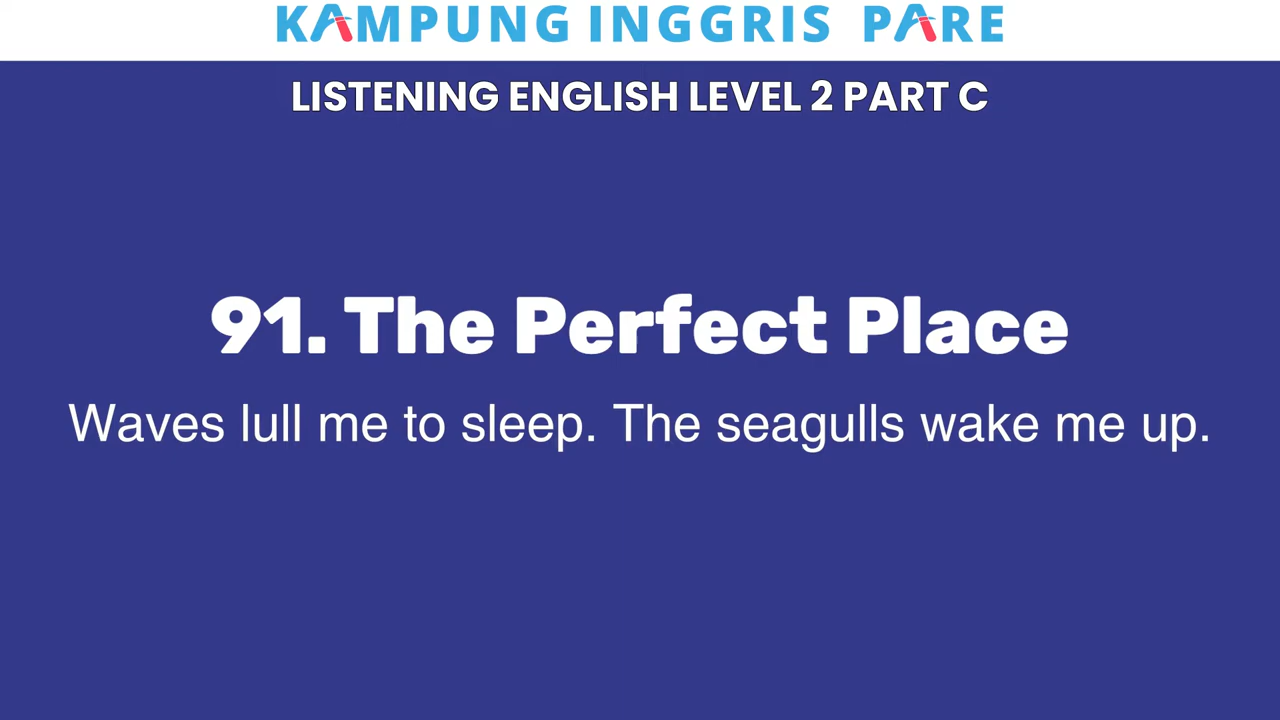 KAMPUNG INGGRIS PARE
LISTENING ENGLISH LEVEL 2 PART C
91. The Perfect Place
Waves lull me to sleep. The seagulls wake me up.